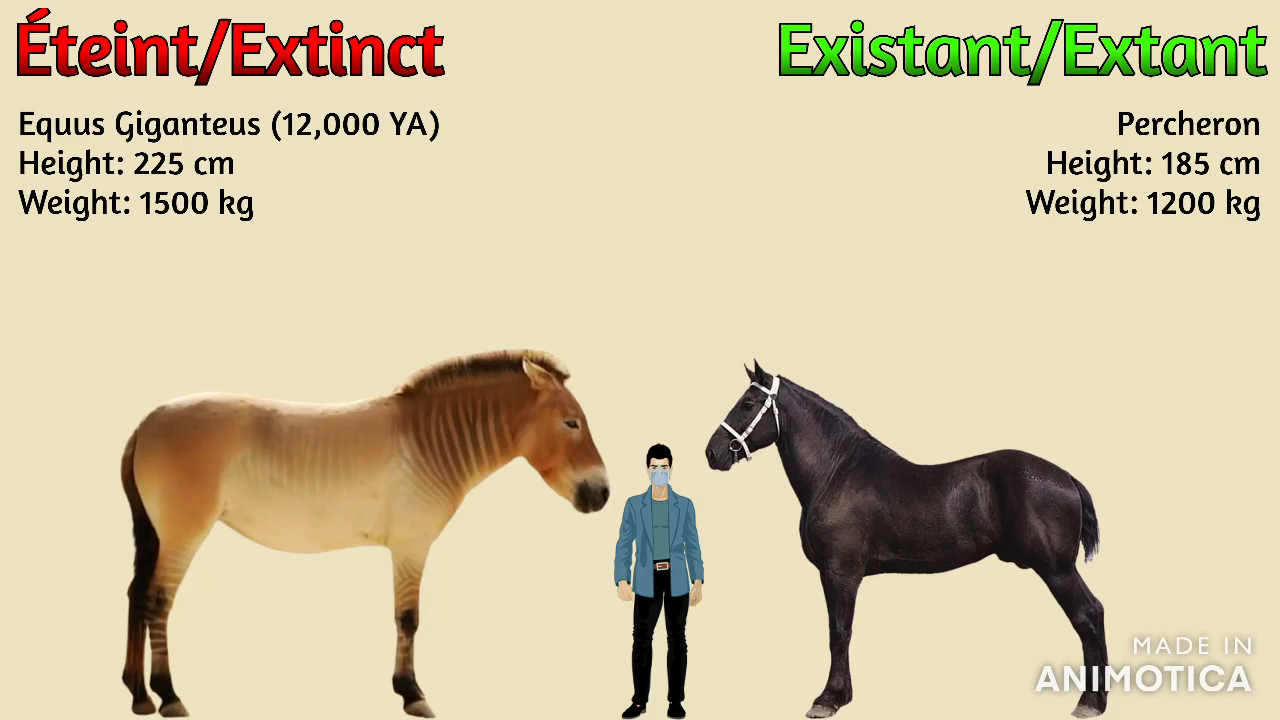 Éteint/Extinct
Equus Giganteus (12,000 YA)
Height: 225 cm
Weight: 1500 kg
Existant/Extant
Percheron
Height: 185 cm
Weight: 1200 kg
MADE IN
ANIMOTICA